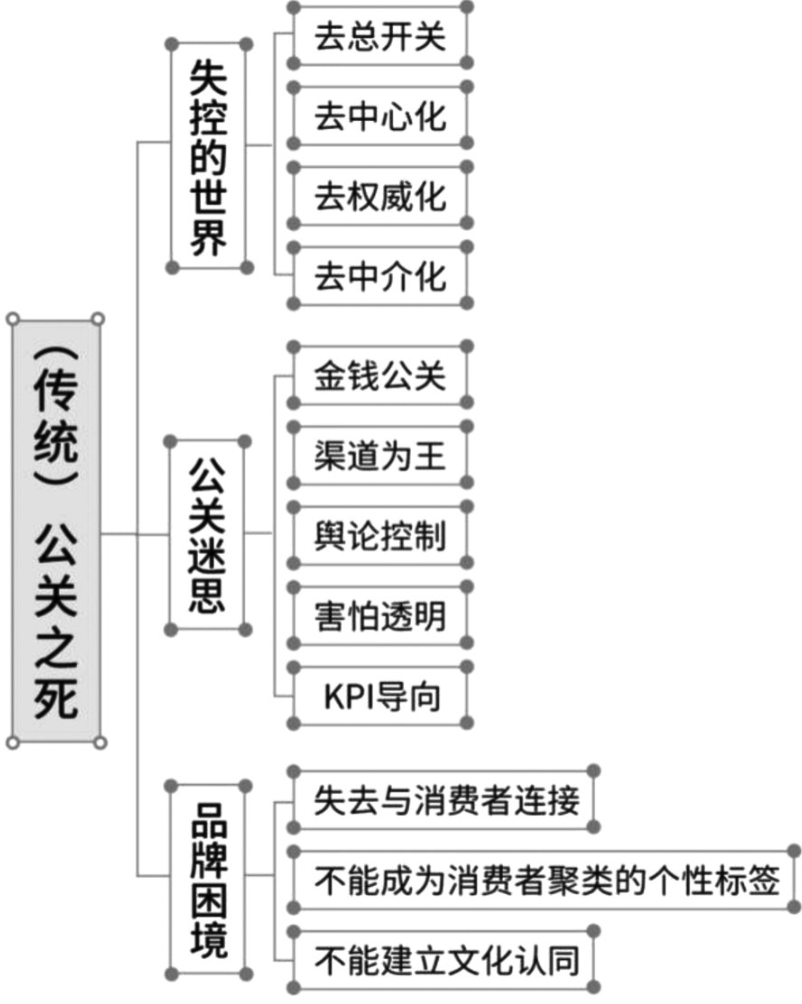 （传统）公关之死
失控的世界
去总开关
去中心化
去权威化
去中介化
公关迷思
金钱公关
渠道为王
舆论控制
害怕透明
KPI导向
品牌困境
失去与消费者连接
不能成为消费者聚类的个性标签
不能建立文化认同